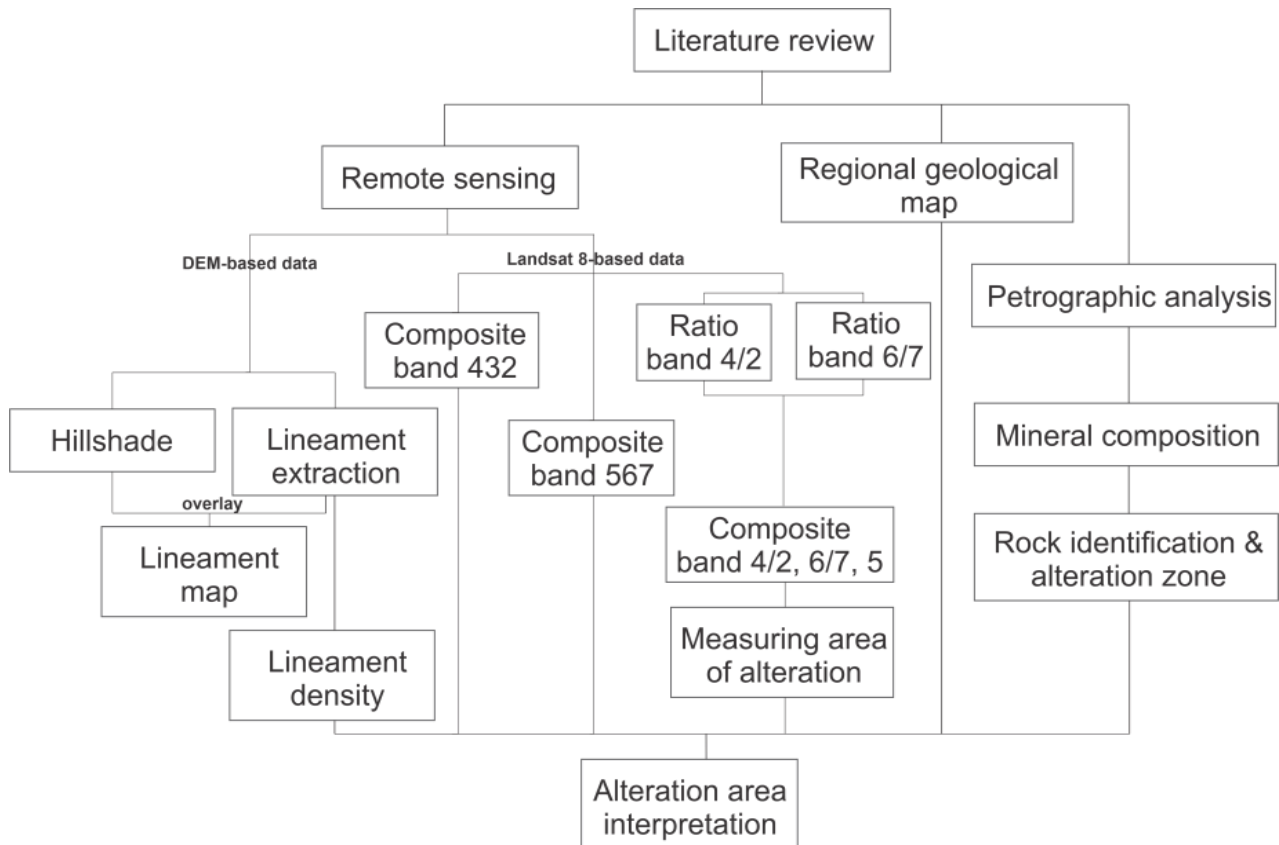 Literature review
Remote sensing
Regional geological
map
DEM-based data
Landsat 8-based data
Petrographic analysis
Composite
band 432
Ratio
band 4/2
Ratio
band 6/7
Hillshade
Lineament
extraction
Composite
band 567
Mineral composition
overlay
Lineament
map
Composite
band 4/2, 6/7, 5
Rock identification &
alteration zone
Lineament
density
Measuring area
of alteration
Alteration area
interpretation